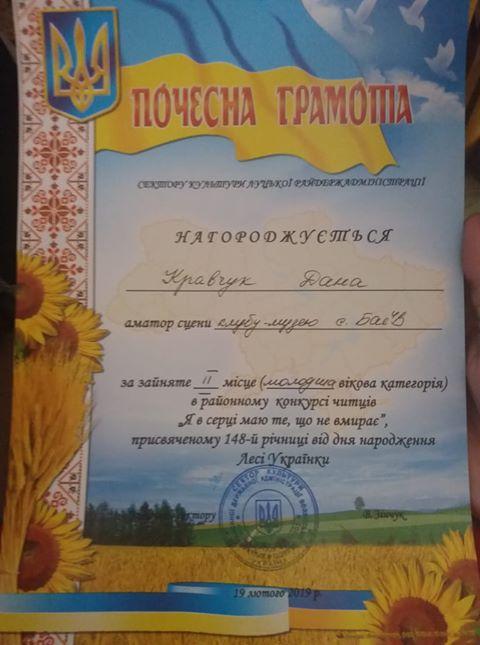 ПОЧЕСНА ГРАМОТА
СЕКТОРУ КУЛЬТУРИ ЛУЦЬКОЇ РАЙДЕРЖАДМІНІСТРАЦІЇ
НАГОРОДЖУЄТЬСЯ
Кравчук Дана
аматор сцени клубу-музею с. Баїв
за зайняте ІІ місце (молодша вікова категорія)
в районному конкурсі читців
„Я в серці маю те, що не вмирає",
присвяченому 148-й річниці від дня народження
Лесі Українки
В. Зінчук
19 лютого 2019 р.